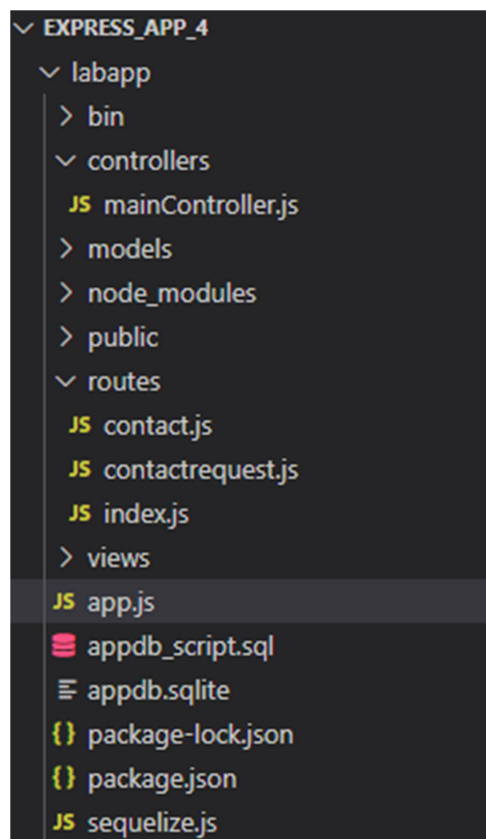 EXPRESS_APP_4
labapp
bin
controllers
JS mainController.js
models
node_modules
public
routes
JS contact.js
JS contactrequest.js
JS index.js
views
JS app.js
appdb_script.sql
appdb.sqlite
{} package-lock.json
{} package.json
JS sequelize.js